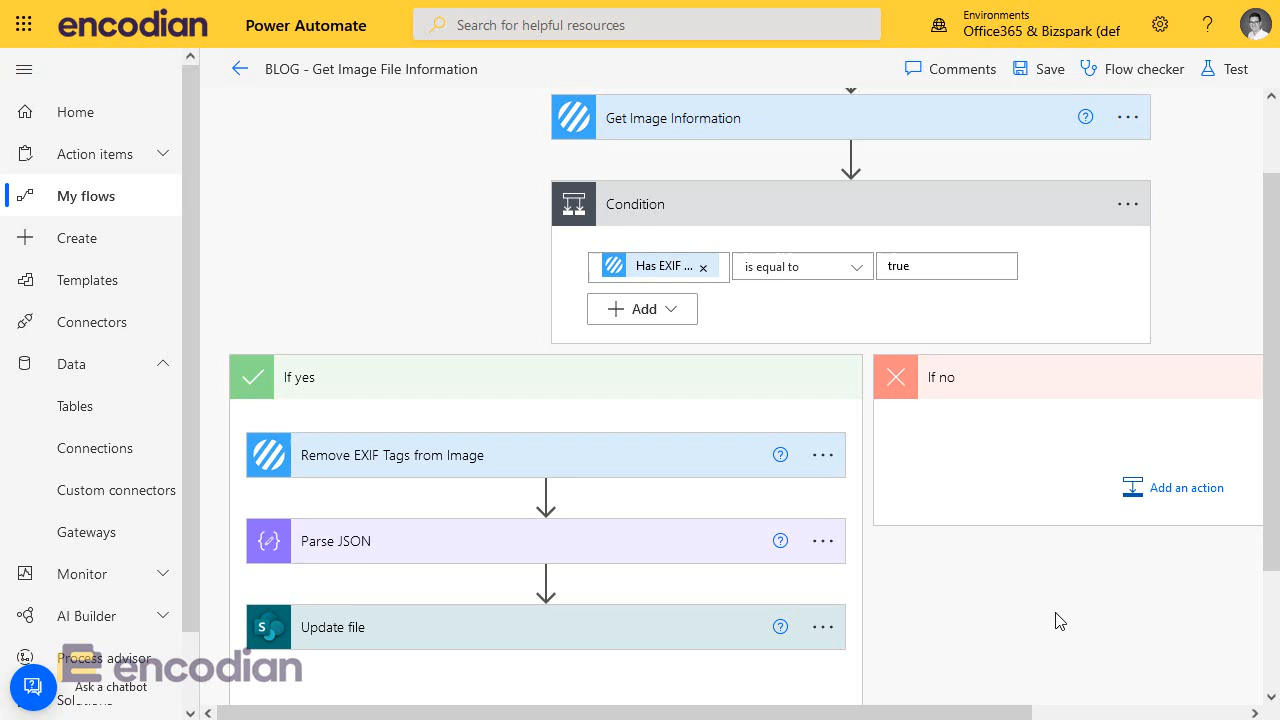 encodian
Power Automate
Search for helpful resources
Environments
Office365 & Bizspark (def
BLOG - Get Image File Information
Comments
Save
Flow checker
Test
Home
Action items
My flows
Create
Templates
Connectors
Data
Tables
Connections
Custom connectors
Gateways
Monitor
AI Builder
Process advisor
Solutions
Ask a chatbot
Get Image Information
Condition
Has EXIF ...
is equal to
true
Add
If yes
Remove EXIF Tags from Image
Parse JSON
Update file
If no
Add an action
encodian